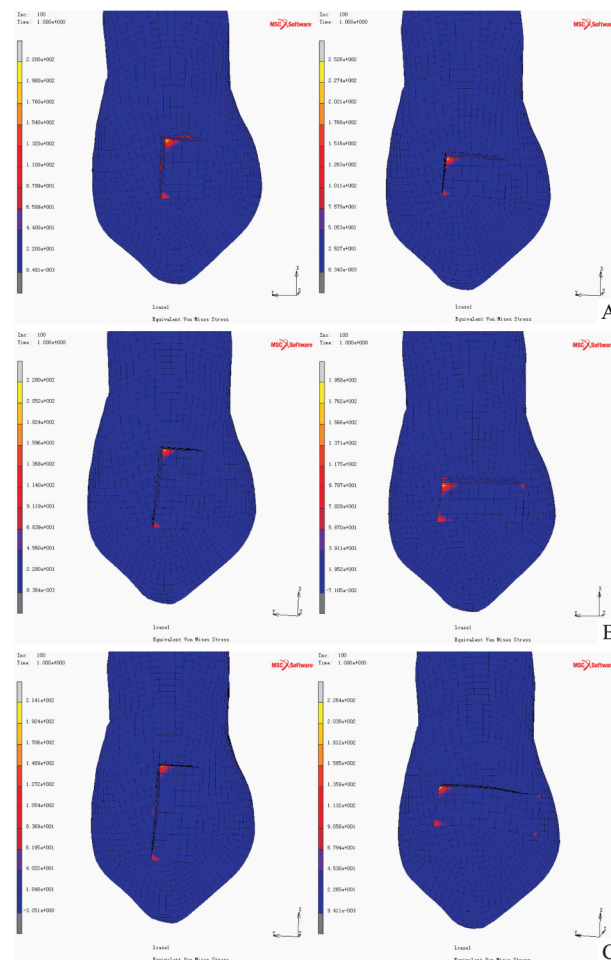 Inc: 100
Time: 1.000e+000
MSC Software
2.200e+002
1.980e+002
1.760e+002
1.540e+002
1.320e+002
1.100e+002
8.799e+001
6.599e+001
4.400e+001
2.200e+001
lcase1
Equivalent Von Mises Stress
Inc: 100
Time: 1.000e+000
MSC Software
2.526e+002
2.274e+002
2.021e+002
1.768e+002
1.516e+002
1.263e+002
1.011e+002
7.579e+001
5.053e+001
2.527e+001
lcase1
Equivalent Von Mises Stress
A
Inc: 100
Time: 1.000e+000
MSC Software
2.280e+002
2.052e+002
1.824e+002
1.596e+002
1.368e+002
1.140e+002
9.119e+001
6.839e+001
4.560e+001
2.280e+001
8.364e-003
lcase1
Equivalent Von Mises Stress
Inc: 100
Time: 1.000e+000
MSC Software
1.958e+002
1.762e+002
1.566e+002
1.371e+002
1.175e+002
9.787e+001
7.828e+001
5.870e+001
3.911e+001
1.952e+001
-7.105e-002
lcase1
Equivalent Von Mises Stress
B
Inc: 100
Time: 1.000e+000
MSC Software
2.141e+002
1.924e+002
1.706e+002
1.489e+002
1.272e+002
1.054e+002
8.369e+001
6.195e+001
4.022e+001
1.848e+001
-3.251e+000
lcase1
Equivalent Von Mises Stress
Inc: 100
Time: 1.000e+000
MSC Software
2.264e+002
2.038e+002
1.812e+002
1.585e+002
1.359e+002
1.132e+002
9.058e+001
6.794e+001
4.530e+001
2.265e+001
9.411e-003
lcase1
Equivalent Von Mises Stress
C